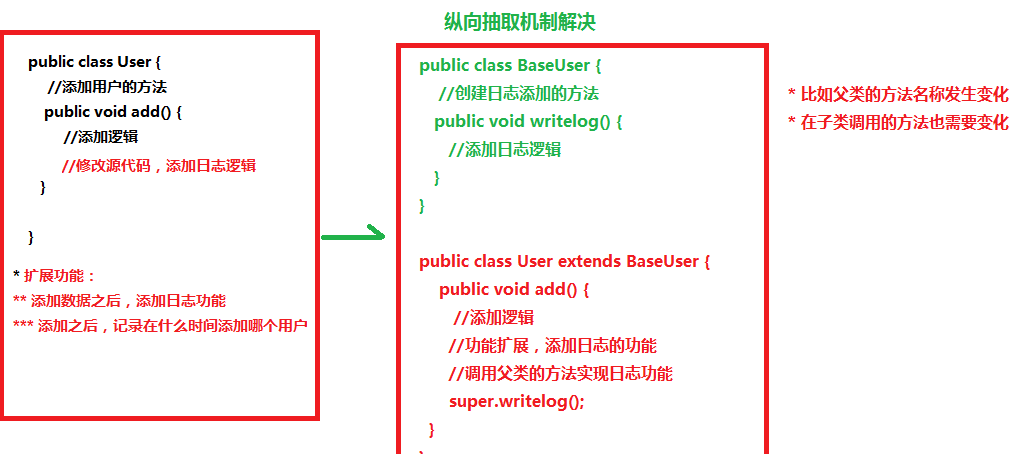 纵向抽取机制解决
public class User {
//添加用户的方法
public void add() {
//添加逻辑
//修改源代码，添加日志逻辑
}
}
* 扩展功能：
** 添加数据之后，添加日志功能
*** 添加之后，记录在什么时间添加哪个用户
public class BaseUser {
//创建日志添加的方法
public void writelog() {
//添加日志逻辑
}
}
public class User extends BaseUser {
public void add() {
//添加逻辑
//功能扩展，添加日志的功能
//调用父类的方法实现日志功能
super.writelog();
}
}
* 比如父类的方法名称发生变化
* 在子类调用的方法也需要变化